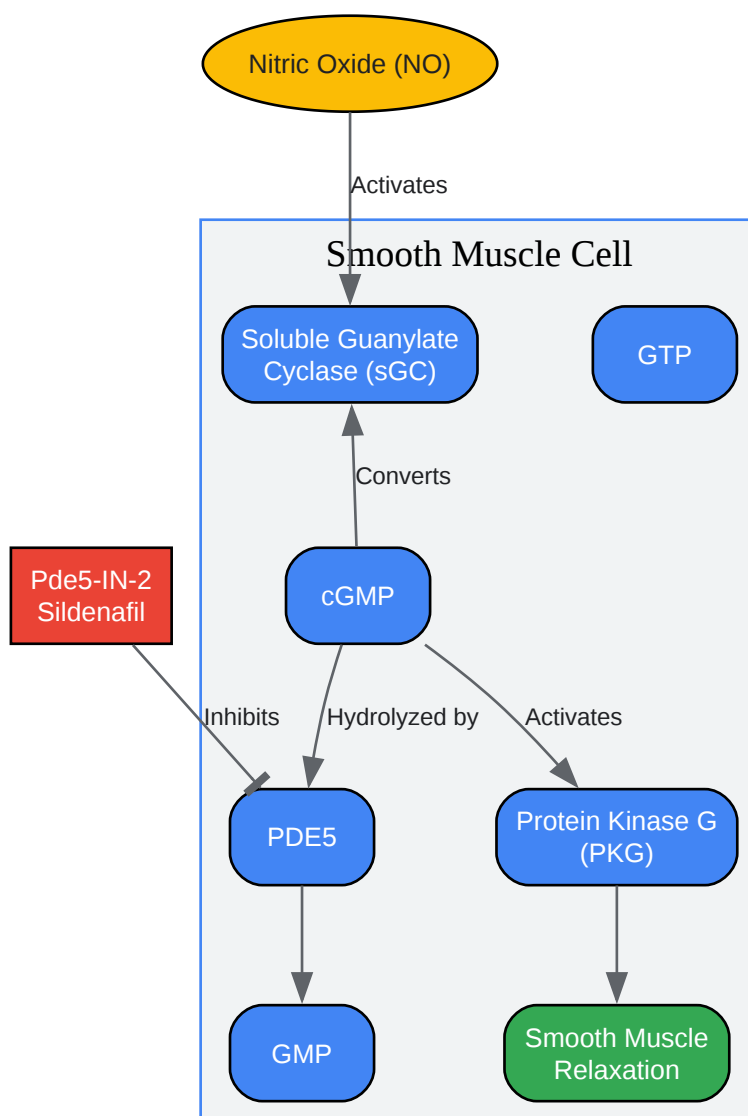 Nitric Oxide (NO)
Activates
Smooth Muscle Cell
Soluble Guanylate
Cyclase (sGC)
GTP
Converts
Pde5-IN-2
Sildenafil
cGMP
Inhibits
Hydrolyzed by
Activates
PDE5
Protein Kinase G
(PKG)
GMP
Smooth Muscle
Relaxation